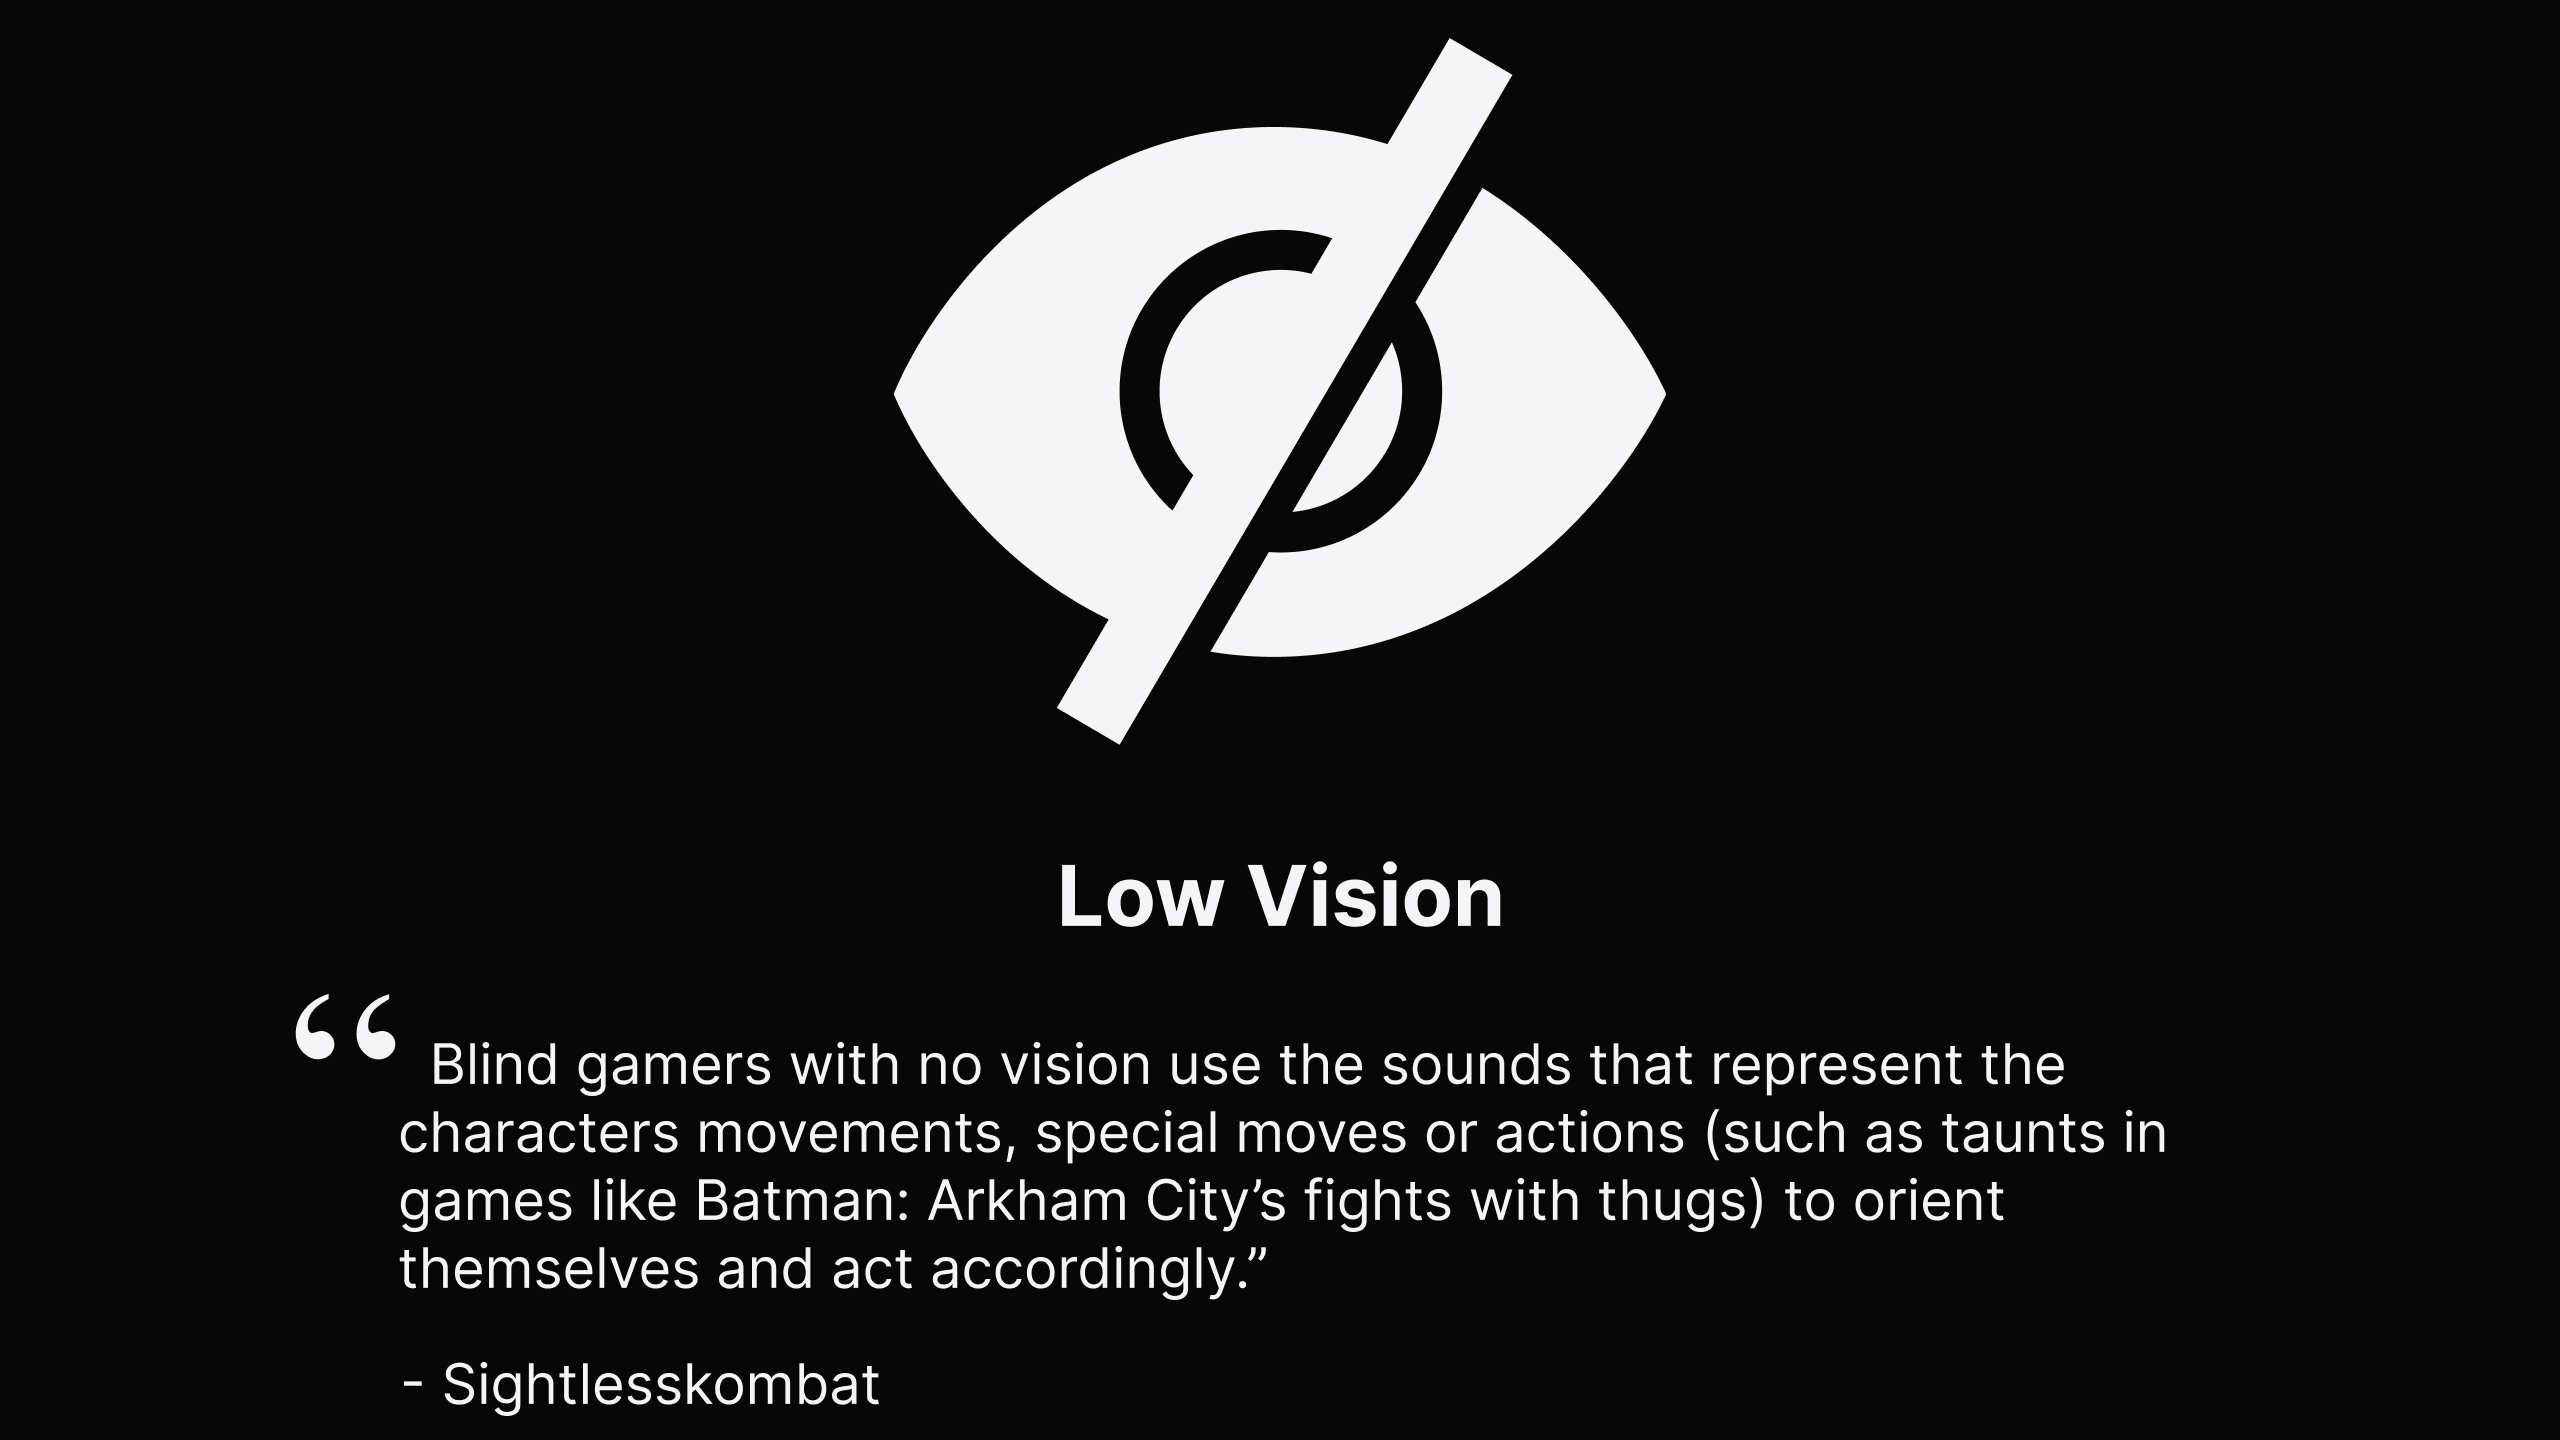 Low Vision
“ Blind gamers with no vision use the sounds that represent the
characters movements, special moves or actions (such as taunts in
games like Batman: Arkham City’s fights with thugs) to orient
themselves and act accordingly.”
- Sightlesskombat